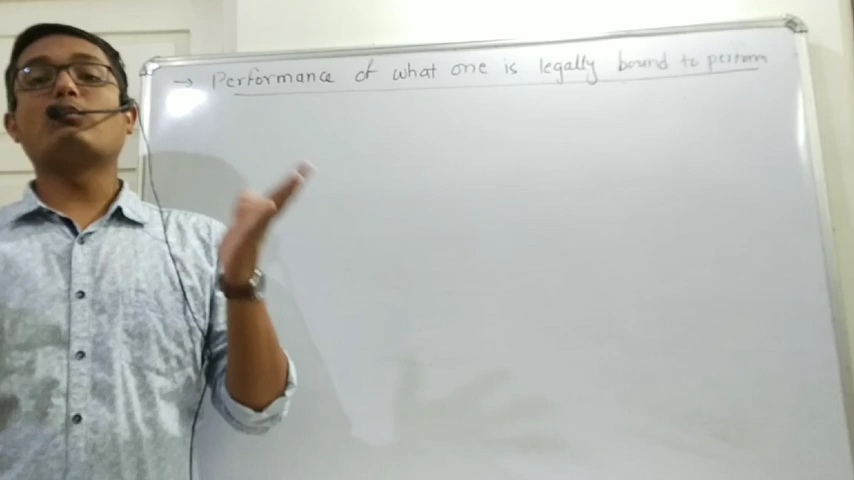 → Performance of what one is legally bound to perform